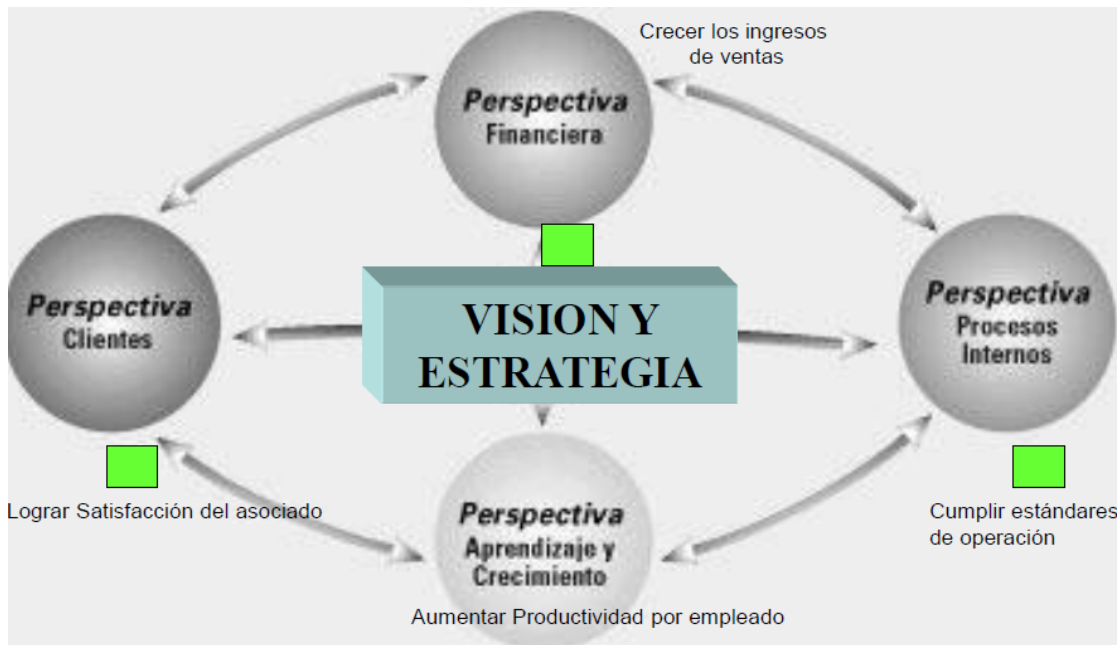 Crecer los ingresos
de ventas
Perspectiva
Financiera
Perspectiva
Clientes
VISION Y
ESTRATEGIA
Perspectiva
Procesos
Internos
Lograr Satisfacción del asociado
Perspectiva
Aprendizaje y
Crecimiento
Cumplir estándares
de operación
Aumentar Productividad por empleado